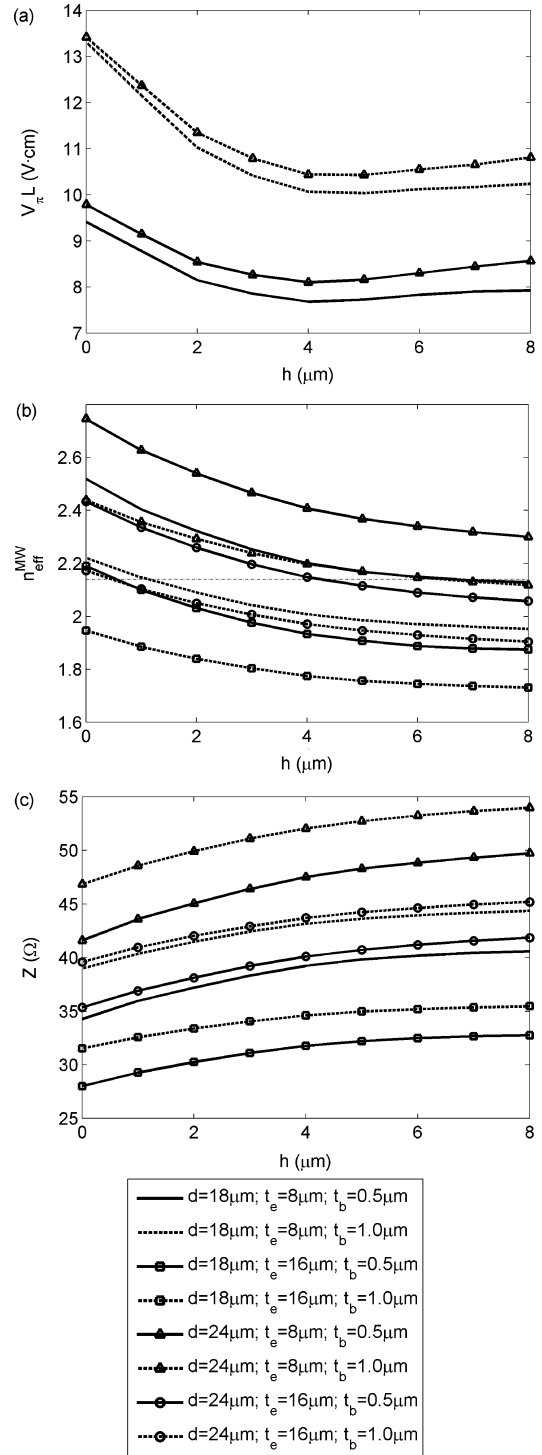 (a)
14
13
12
11
10
9
8
7
V_π L (V·cm)
0 2 4 6 8
h (μm)
(b)
2.6
2.4
2.2
2
1.8
1.6
n_eff^MW
0 2 4 6 8
h (μm)
(c)
55
50
45
40
35
30
25
Z (Ω)
0 2 4 6 8
h (μm)
d=18μm; t_e=8μm; t_b=0.5μm
d=18μm; t_e=8μm; t_b=1.0μm
d=18μm; t_e=16μm; t_b=0.5μm
d=18μm; t_e=16μm; t_b=1.0μm
d=24μm; t_e=8μm; t_b=0.5μm
d=24μm; t_e=8μm; t_b=1.0μm
d=24μm; t_e=16μm; t_b=0.5μm
d=24μm; t_e=16μm; t_b=1.0μm